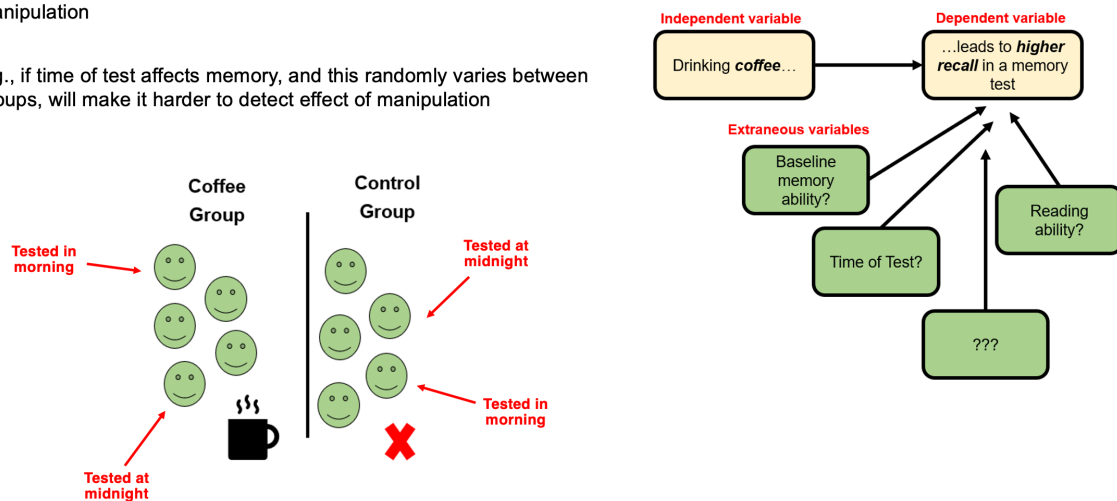 anipulation
g., if time of test affects memory, and this randomly varies between
oups, will make it harder to detect effect of manipulation
Coffee
Group
Control
Group
Tested in
morning
Tested at
midnight
Tested in
morning
Tested at
midnight
Independent variable
Dependent variable
Drinking coffee…
…leads to higher
recall in a memory
test
Extraneous variables
Baseline
memory
ability?
Reading
ability?
Time of Test?
???